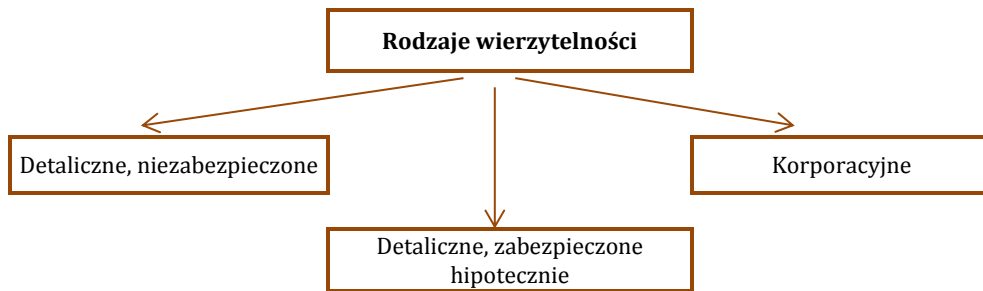 Rodzaje wierzytelności
Detaliczne, niezabezpieczone
Korporacyjne
Detaliczne, zabezpieczone
hipotecznie